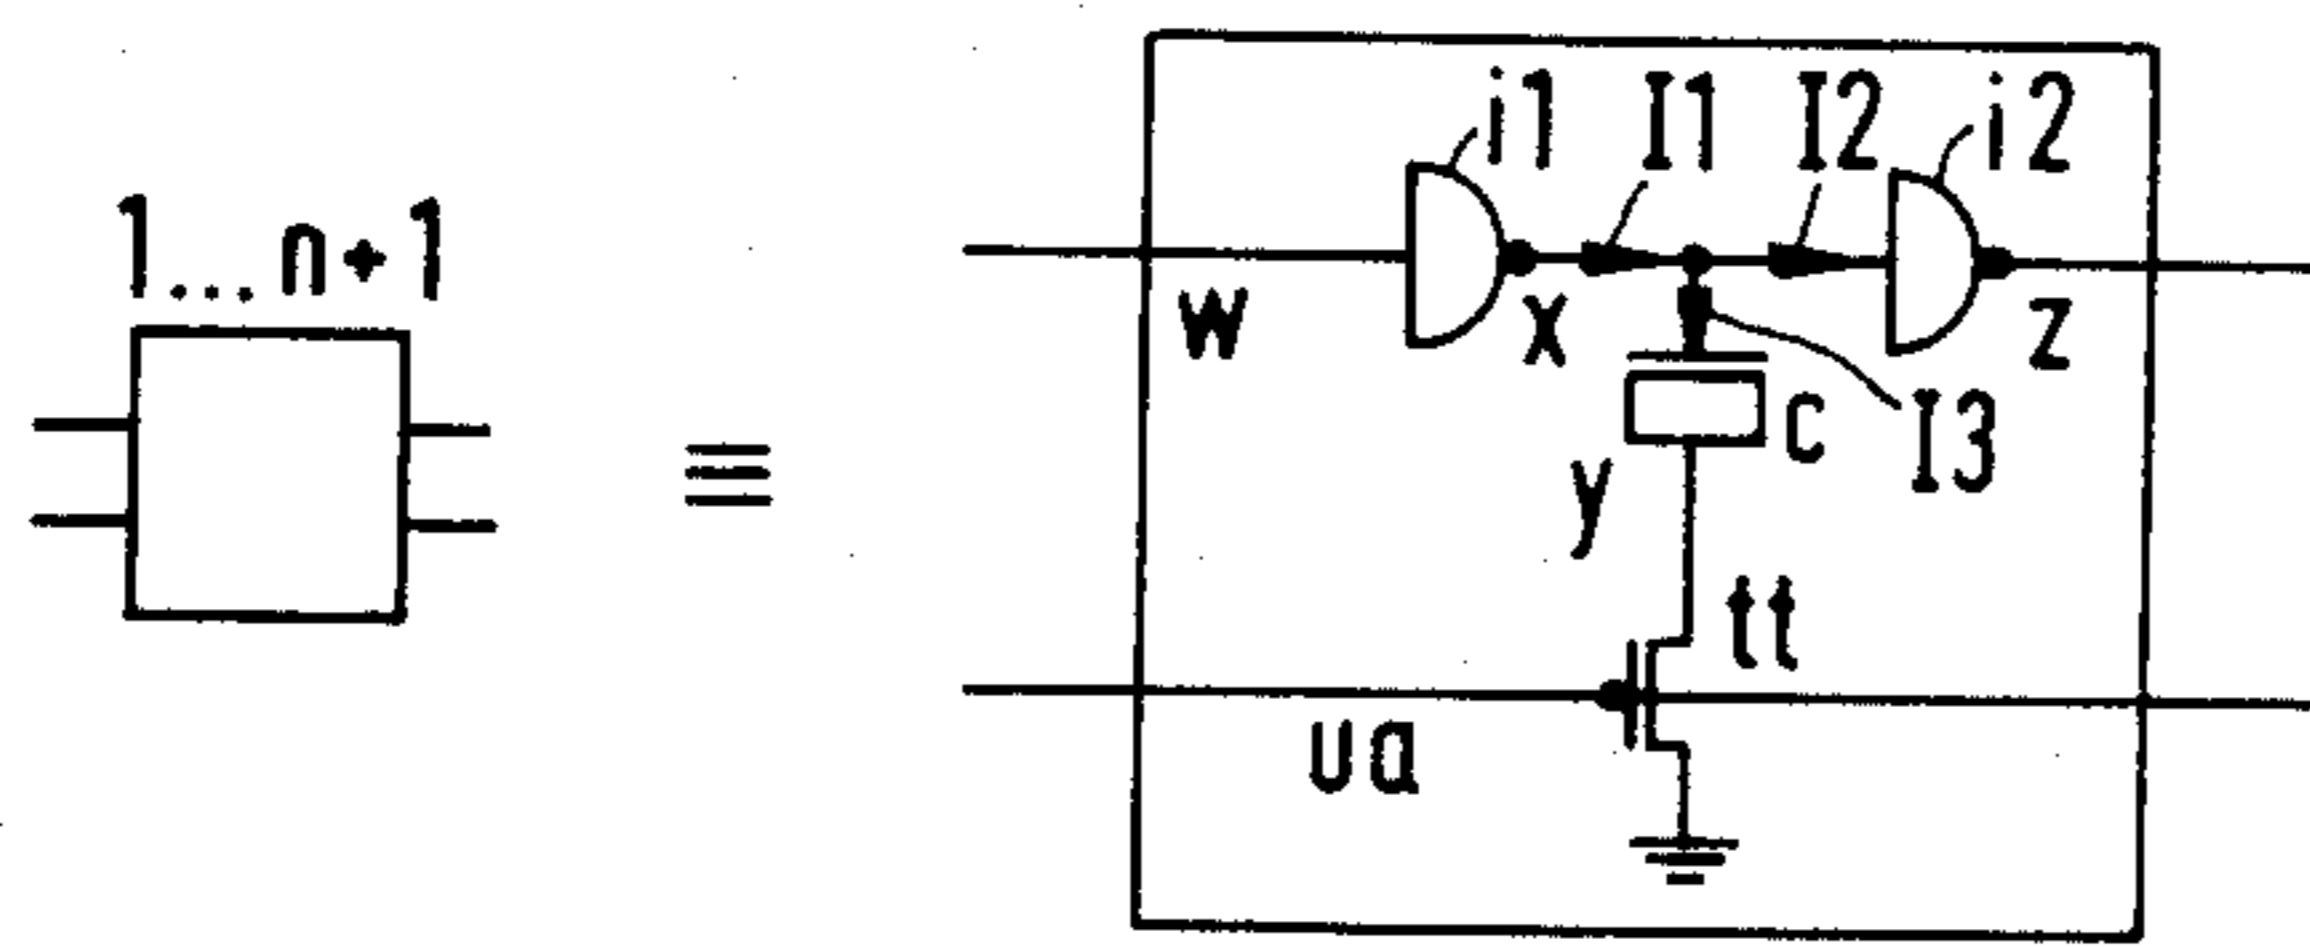 1...n+1
≡
i1 I1 I2 i2
w x z
c I3
y
tt
ua